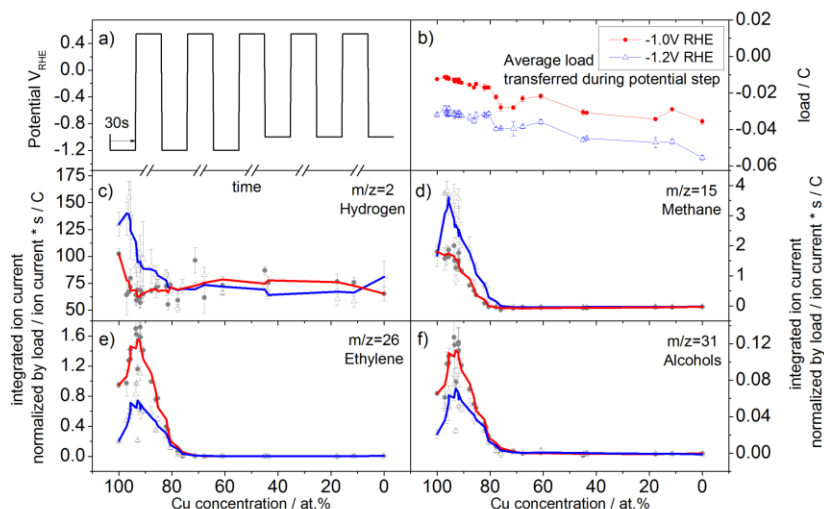 a)
Potential V_RHE
0.4
0.0
-0.4
-0.8
-1.2
30s
time
b)
-1.0V RHE
-1.2V RHE
Average load
transferred during potential step
0.00
-0.02
-0.04
-0.06
load / C
c)
m/z=2
Hydrogen
175
150
125
100
75
50
d)
m/z=15
Methane
4
3
2
1
0
e)
m/z=26
Ethylene
1.6
1.2
0.8
0.4
0.0
f)
m/z=31
Alcohols
0.12
0.08
0.04
0.00
integrated ion current
normalized by load / ion current * s / C
integrated ion current
normalized by load / ion current * s / C
100 80 60 40 20 0
Cu concentration / at.%
100 80 60 40 20 0
Cu concentration / at.%